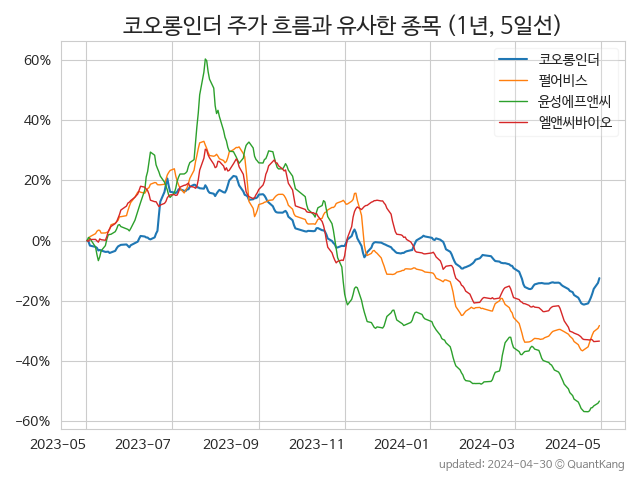 코오롱인더 주가 흐름과 유사한 종목 (1년, 5일선)
코오롱인더
펄어비스
윤성에프앤씨
엘앤씨바이오
60%
40%
20%
0%
−20%
−40%
−60%
2023-05 2023-07 2023-09 2023-11 2024-01 2024-03 2024-05
updated: 2024-04-30 © QuantKang